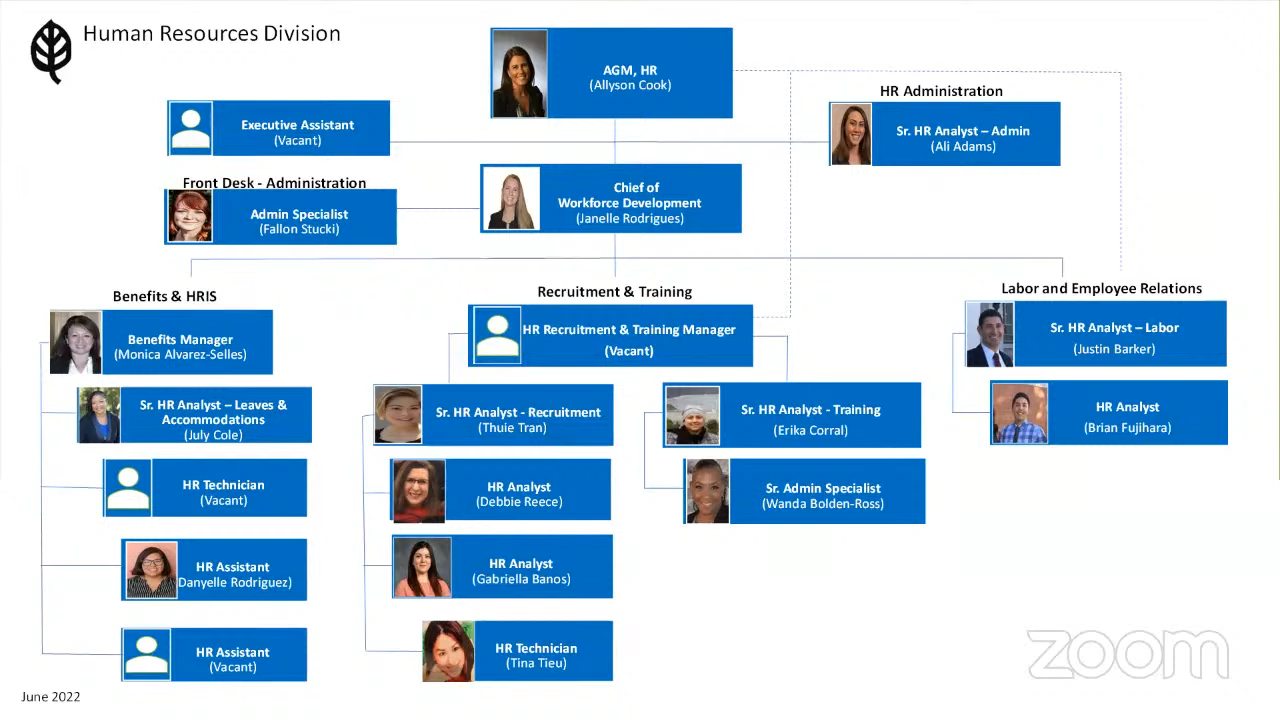 Human Resources Division
AGM, HR
(Allyson Cook)
HR Administration
Executive Assistant
(Vacant)
Sr. HR Analyst – Admin
(Ali Adams)
Front Desk - Administration
Admin Specialist
(Fallon Stucki)
Chief of
Workforce Development
(Janelle Rodrigues)
Benefits & HRIS
Benefits Manager
(Monica Alvarez-Selles)
Sr. HR Analyst – Leaves &
Accommodations
(July Cole)
HR Technician
(Vacant)
HR Assistant
Danyelle Rodriguez)
HR Assistant
(Vacant)
Recruitment & Training
HR Recruitment & Training Manager
(Vacant)
Sr. HR Analyst - Recruitment
(Thuie Tran)
HR Analyst
(Debbie Reece)
HR Analyst
(Gabriella Banos)
HR Technician
(Tina Tieu)
Sr. HR Analyst - Training
(Erika Corral)
Sr. Admin Specialist
(Wanda Bolden-Ross)
Labor and Employee Relations
Sr. HR Analyst – Labor
(Justin Barker)
HR Analyst
(Brian Fujihara)
zoom
June 2022